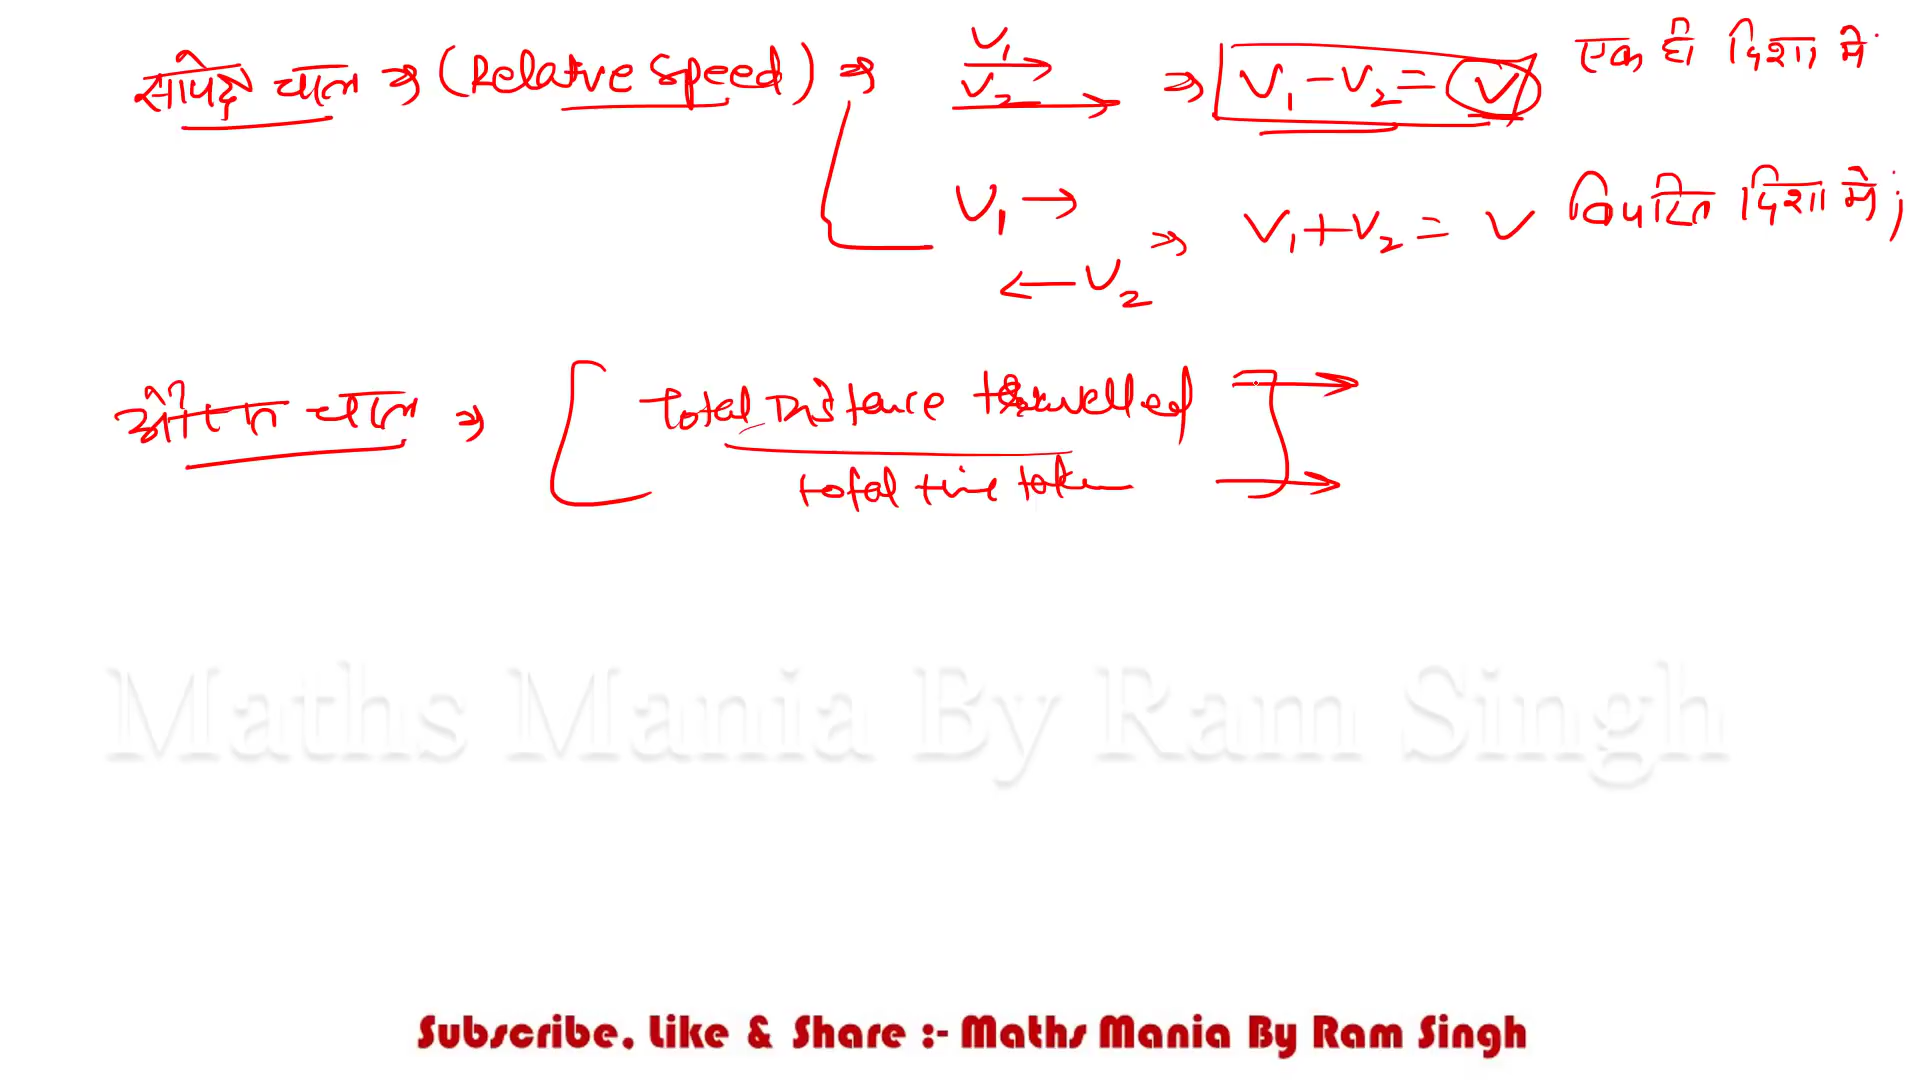 सापेक्ष चाल ⇒ (Relative Speed) ⇒ V₁ → V₂ → ⇒ V₁ - V₂ = V एक ही दिशा में
V₁ → ← V₂ ⇒ V₁ + V₂ = V विपरित दिशा में ;
औसत चाल ⇒ [ total Distance travelled ] →
total time taken →
Maths Mania By Ram Singh
Subscribe, Like & Share :- Maths Mania By Ram Singh